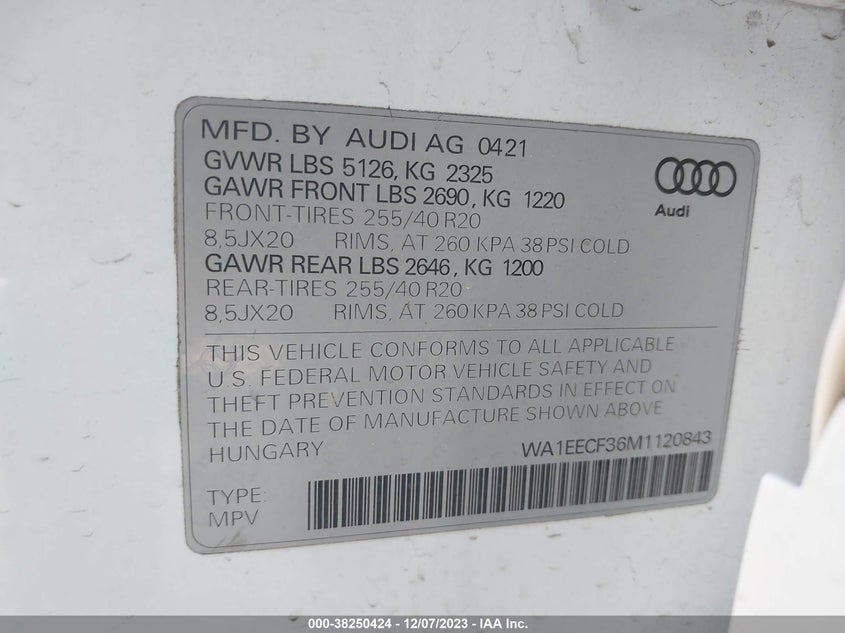 MFD. BY AUDI AG 0421
GVWR LBS 5126, KG 2325
GAWR FRONT LBS 2690, KG 1220
FRONT-TIRES 255/40 R20
8,5JX20 RIMS, AT 260 KPA 38 PSI COLD
GAWR REAR LBS 2646, KG 1200
REAR-TIRES 255/40 R20
8,5JX20 RIMS, AT 260 KPA 38 PSI COLD
Audi
THIS VEHICLE CONFORMS TO ALL APPLICABLE
U.S. FEDERAL MOTOR VEHICLE SAFETY AND
THEFT PREVENTION STANDARDS IN EFFECT ON
THE DATE OF MANUFACTURE SHOWN ABOVE
HUNGARY WA1EECF36M1120843
TYPE:
MPV
000-38250424 - 12/07/2023 - IAA Inc.